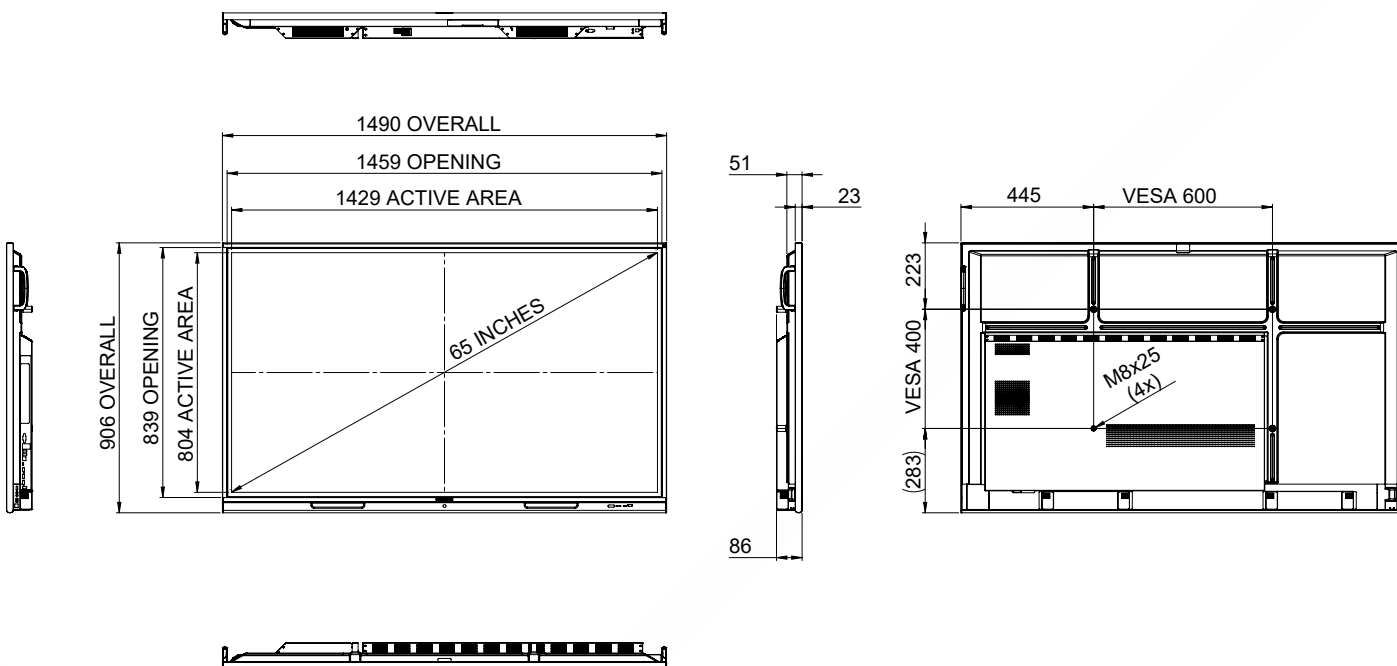 1490 OVERALL
1459 OPENING
1429 ACTIVE AREA
906 OVERALL
839 OPENING
804 ACTIVE AREA
65 INCHES
51
23
86
445
VESA 600
223
VESA 400
(283)
M8x25
(4x)